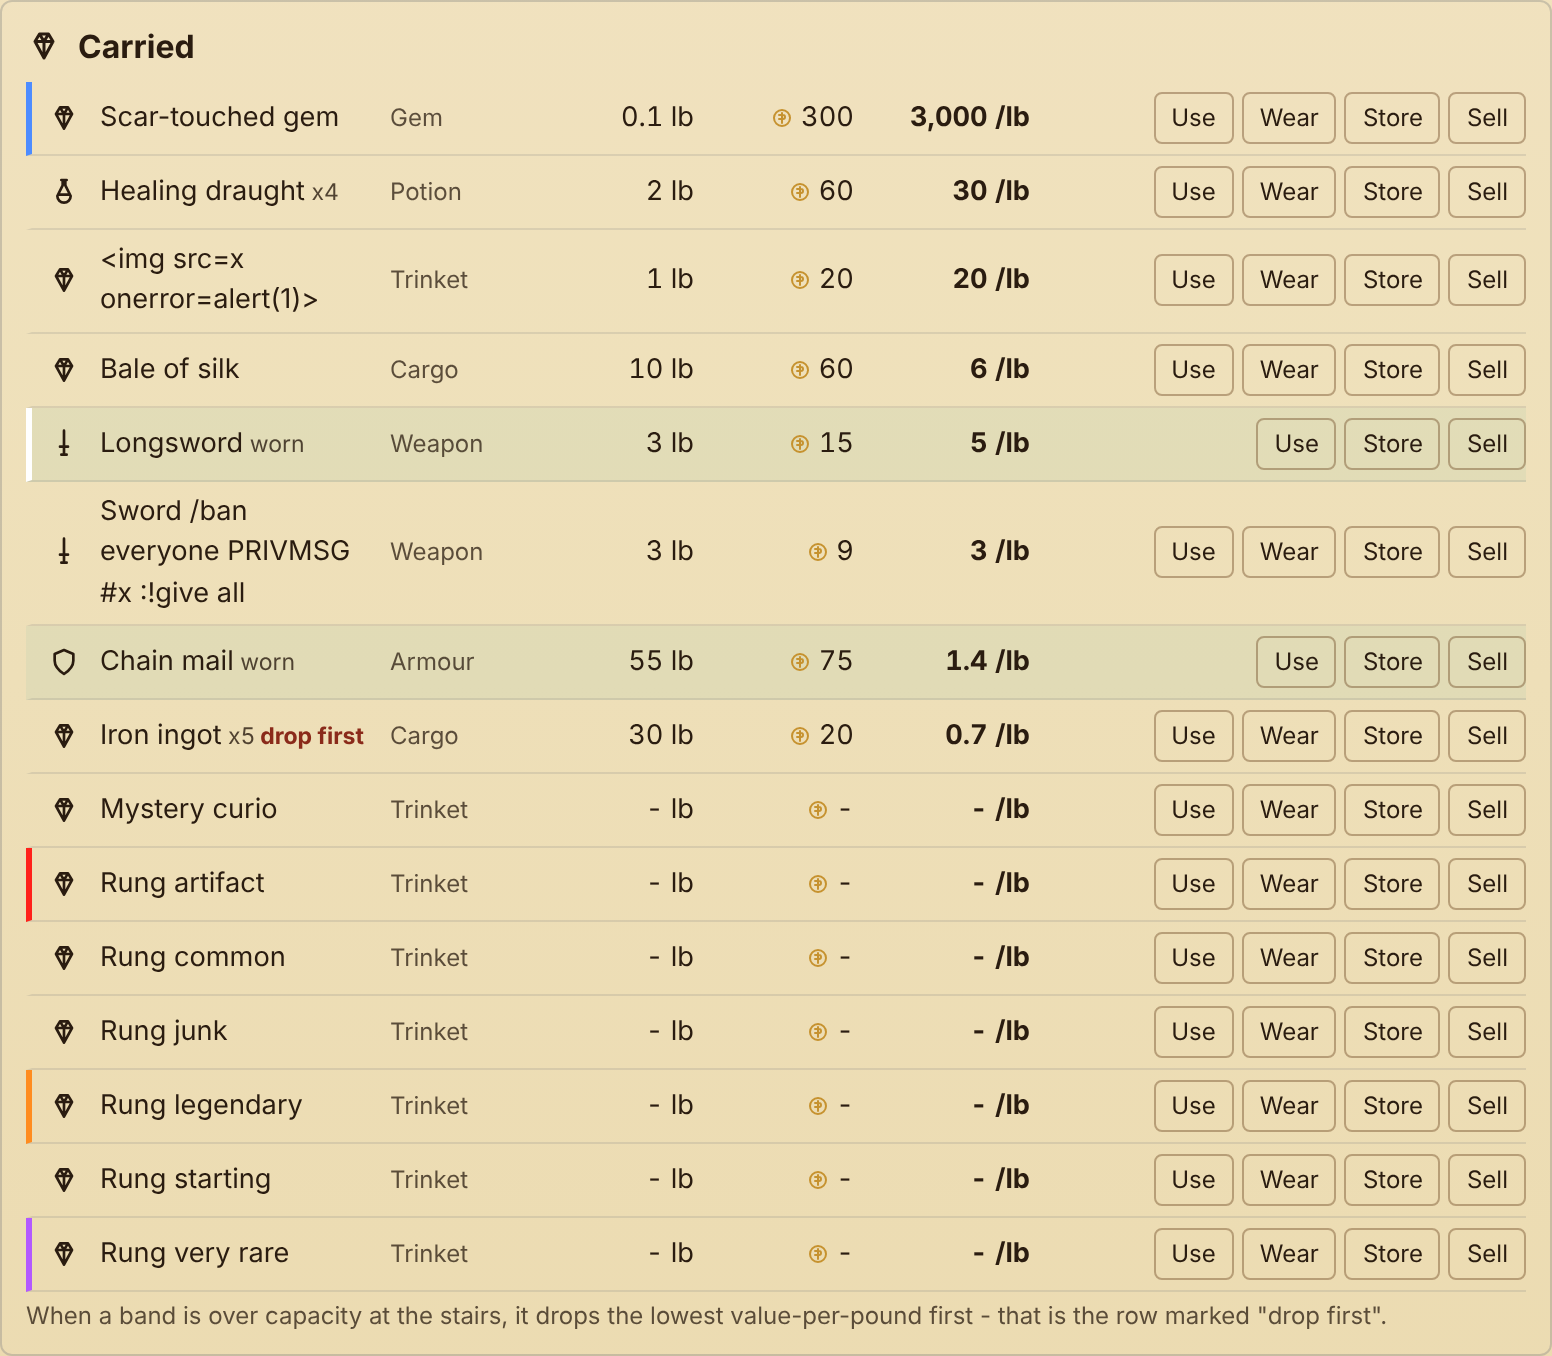 Carried
Scar-touched gem Gem 0.1 lb 300 3,000 /lb Use Wear Store Sell
Healing draught x4 Potion 2 lb 60 30 /lb Use Wear Store Sell
<img src=x
onerror=alert(1)> Trinket 1 lb 20 20 /lb Use Wear Store Sell
Bale of silk Cargo 10 lb 60 6 /lb Use Wear Store Sell
Longsword worn Weapon 3 lb 15 5 /lb Use Store Sell
Sword /ban
everyone PRIVMSG Weapon 3 lb 9 3 /lb Use Wear Store Sell
#x :!give all
Chain mail worn Armour 55 lb 75 1.4 /lb Use Store Sell
Iron ingot x5 drop first Cargo 30 lb 20 0.7 /lb Use Wear Store Sell
Mystery curio Trinket - lb - - /lb Use Wear Store Sell
Rung artifact Trinket - lb - - /lb Use Wear Store Sell
Rung common Trinket - lb - - /lb Use Wear Store Sell
Rung junk Trinket - lb - - /lb Use Wear Store Sell
Rung legendary Trinket - lb - - /lb Use Wear Store Sell
Rung starting Trinket - lb - - /lb Use Wear Store Sell
Rung very rare Trinket - lb - - /lb Use Wear Store Sell
When a band is over capacity at the stairs, it drops the lowest value-per-pound first - that is the row marked "drop first".